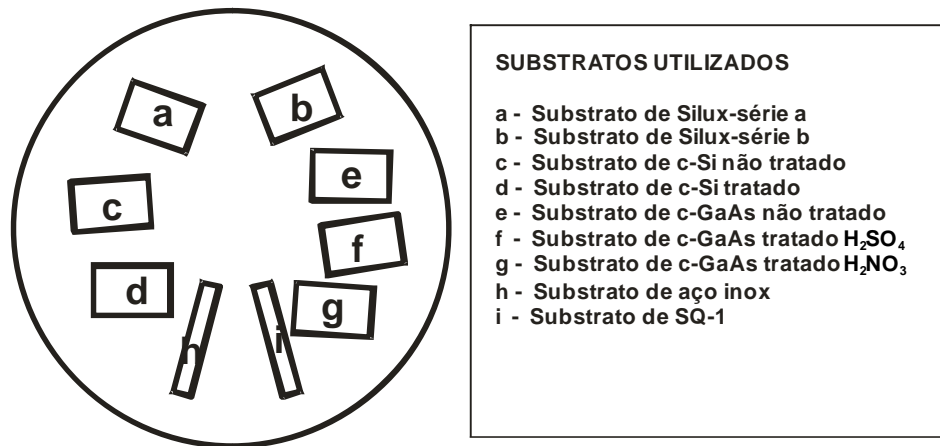 a
b
c
e
f
d
g
h
i
SUBSTRATOS UTILIZADOS
a - Substrato de Silux-série a
b - Substrato de Silux-série b
c - Substrato de c-Si não tratado
d - Substrato de c-Si tratado
e - Substrato de c-GaAs não tratado
f - Substrato de c-GaAs tratado H₂SO₄
g - Substrato de c-GaAs tratado H₂NO₃
h - Substrato de aço inox
i - Substrato de SQ-1